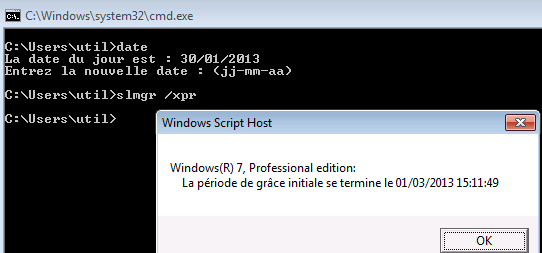 C:\Windows\system32\cmd.exe
C:\Users\util>date
La date du jour est : 30/01/2013
Entrez la nouvelle date : (jj-mm-aa)
C:\Users\util>slmgr /xpr
C:\Users\util>
Windows Script Host
Windows(R) 7, Professional edition:
La période de grâce initiale se termine le 01/03/2013 15:11:49
OK